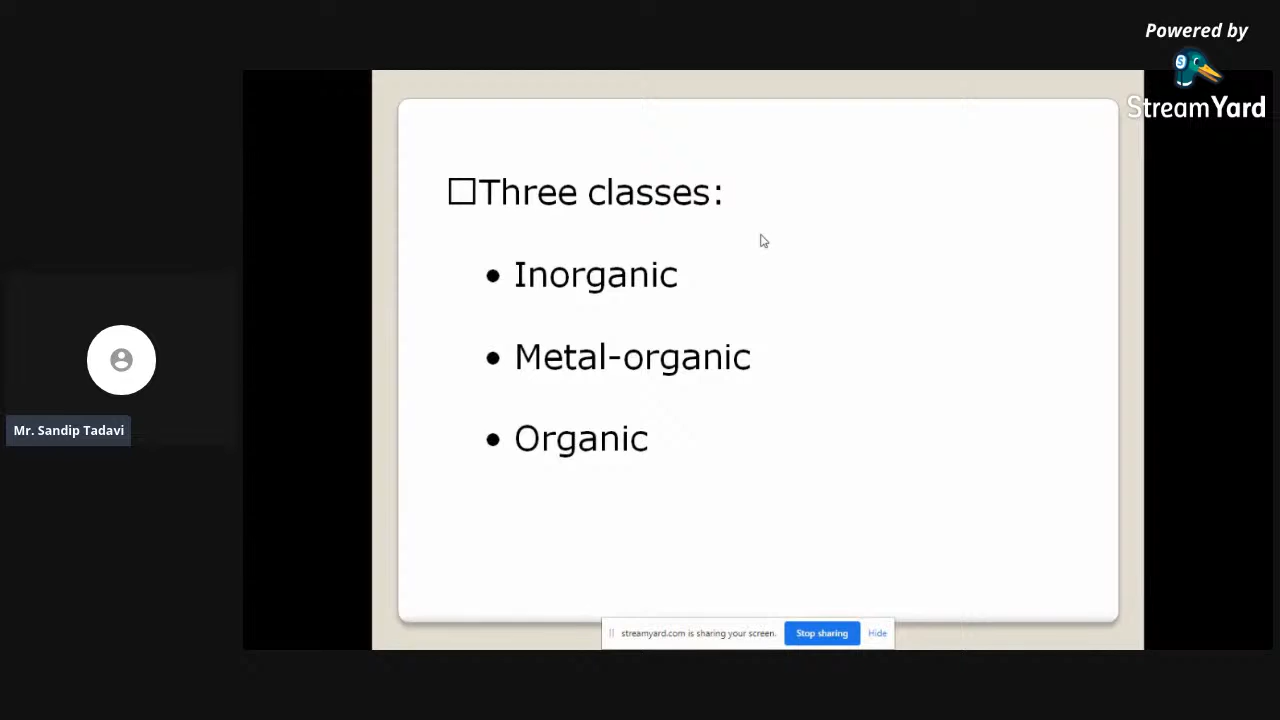 Powered by
StreamYard
☐Three classes:
• Inorganic
• Metal-organic
• Organic
Mr. Sandip Tadavi
streamyard.com is sharing your screen.
Stop sharing
Hide